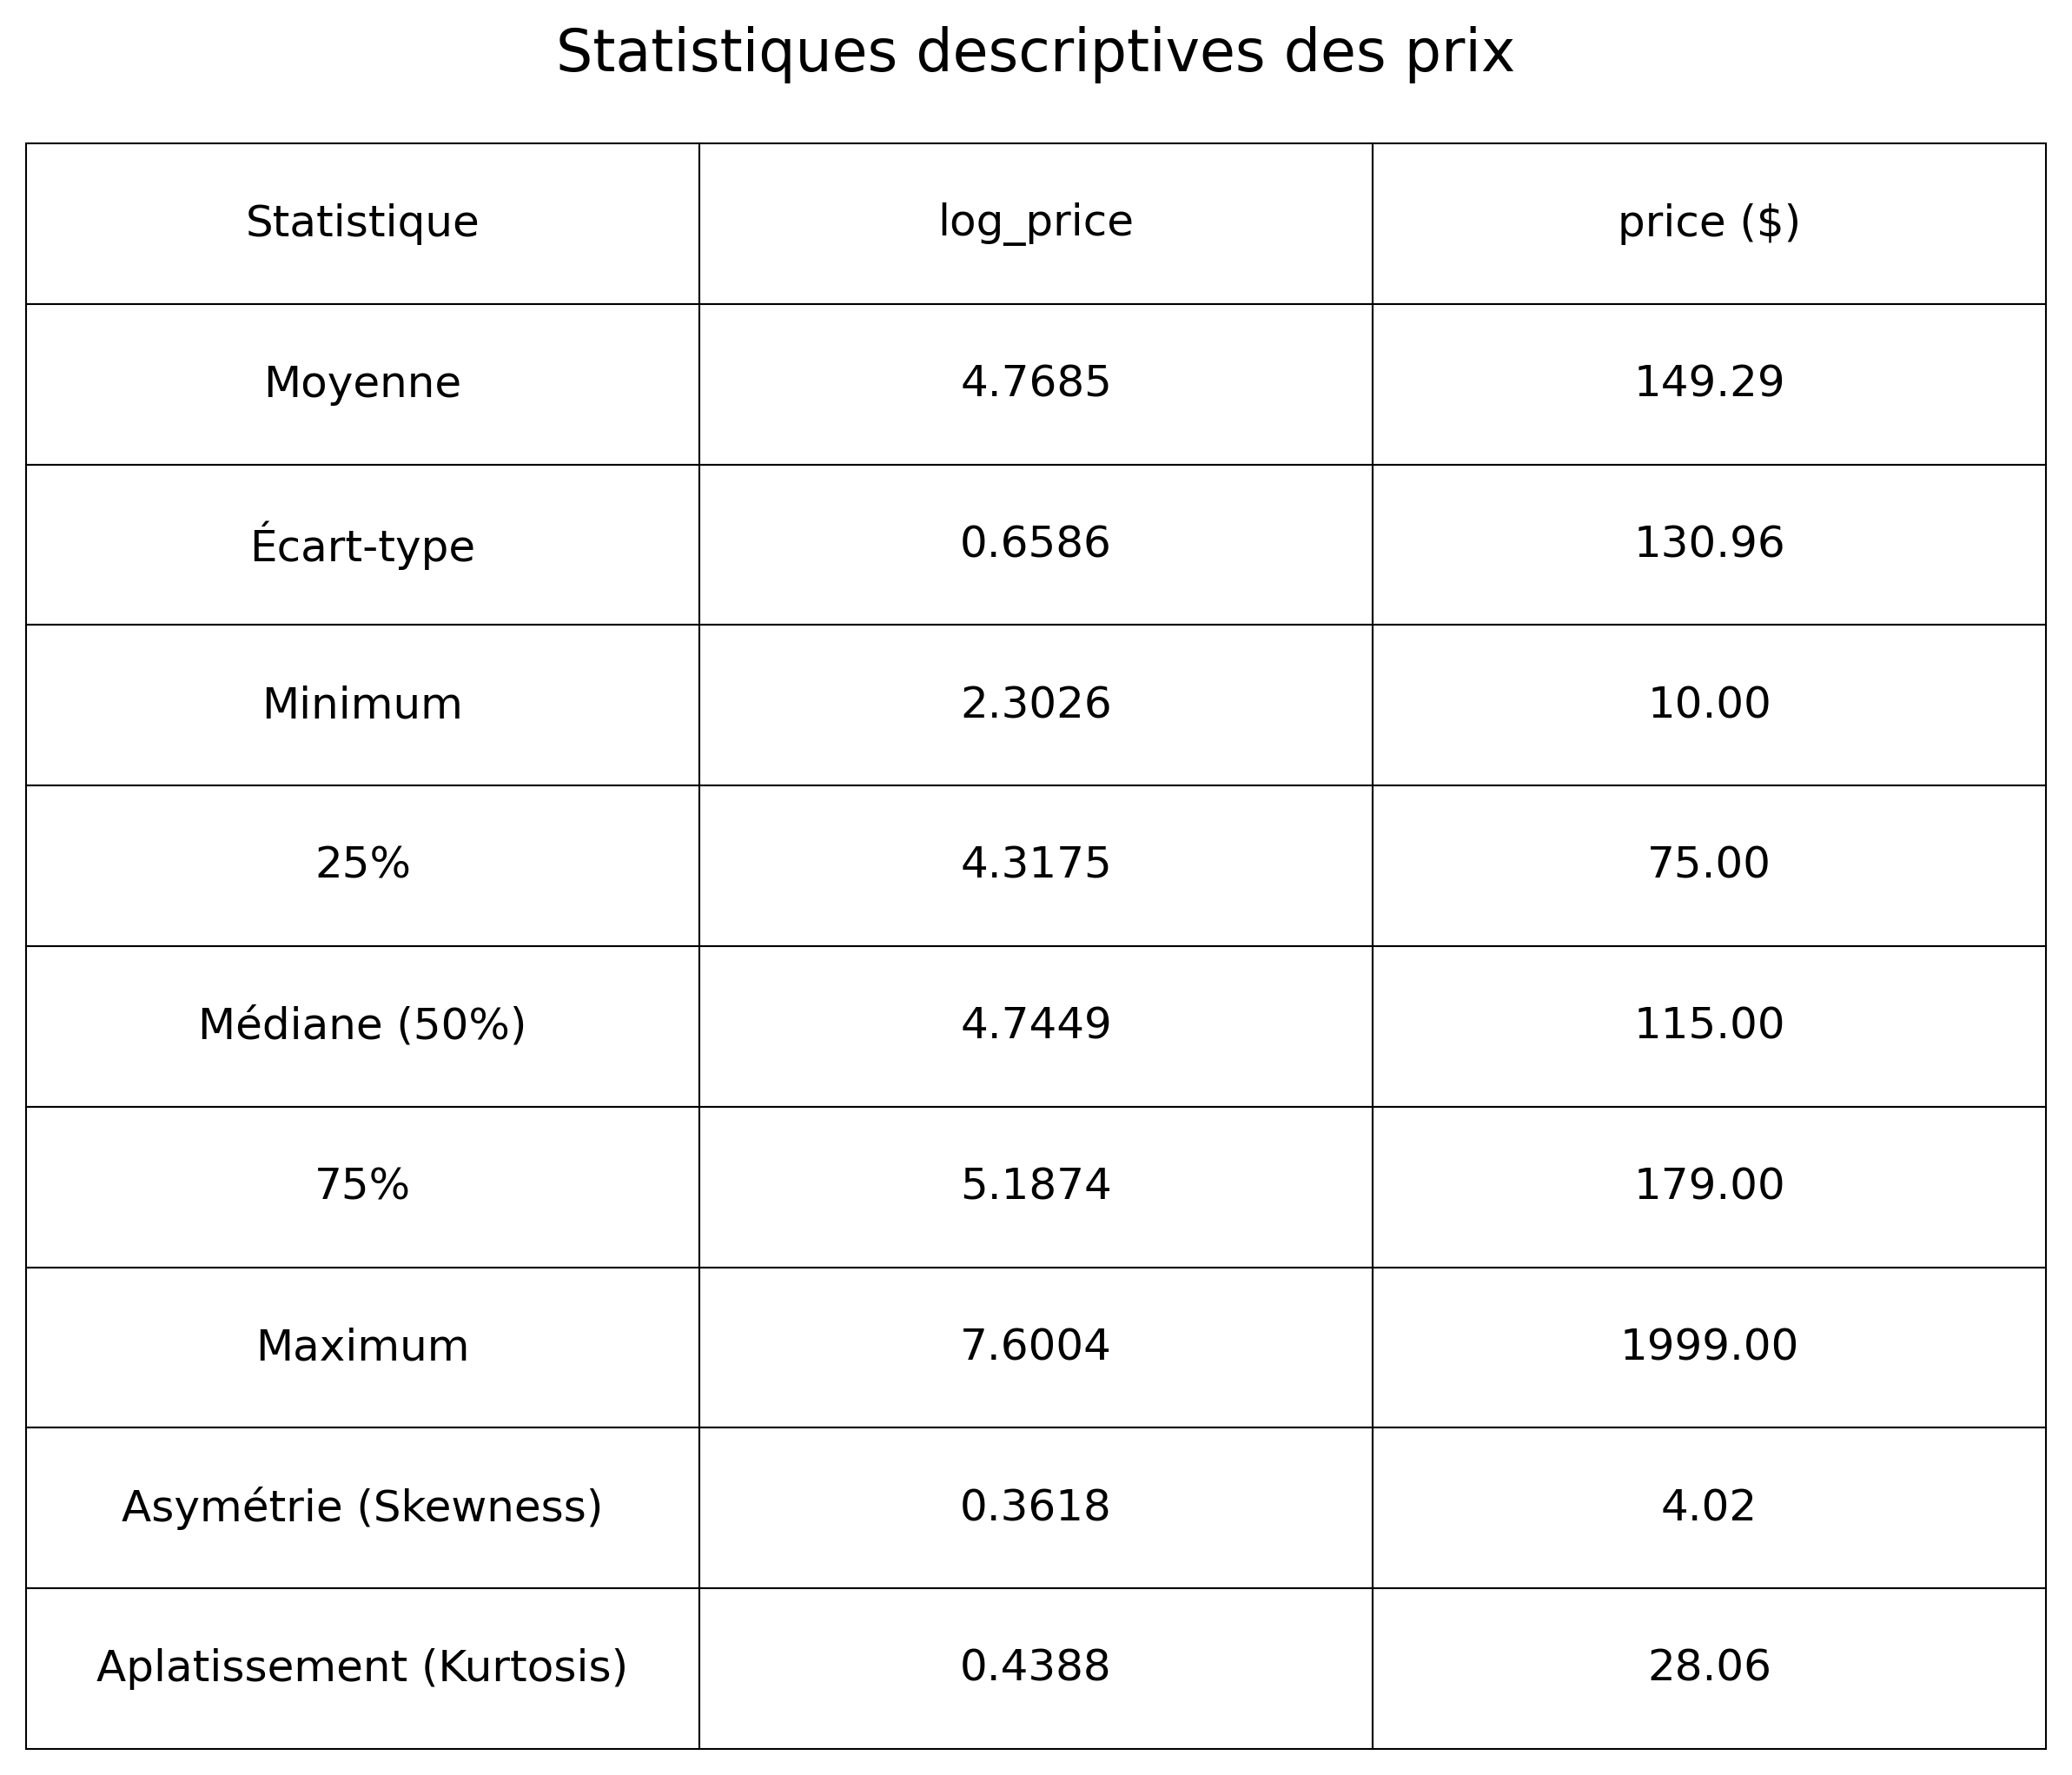 Statistiques descriptives des prix
Statistique log_price price ($)
Moyenne 4.7685 149.29
Écart-type 0.6586 130.96
Minimum 2.3026 10.00
25% 4.3175 75.00
Médiane (50%) 4.7449 115.00
75% 5.1874 179.00
Maximum 7.6004 1999.00
Asymétrie (Skewness) 0.3618 4.02
Aplatissement (Kurtosis) 0.4388 28.06